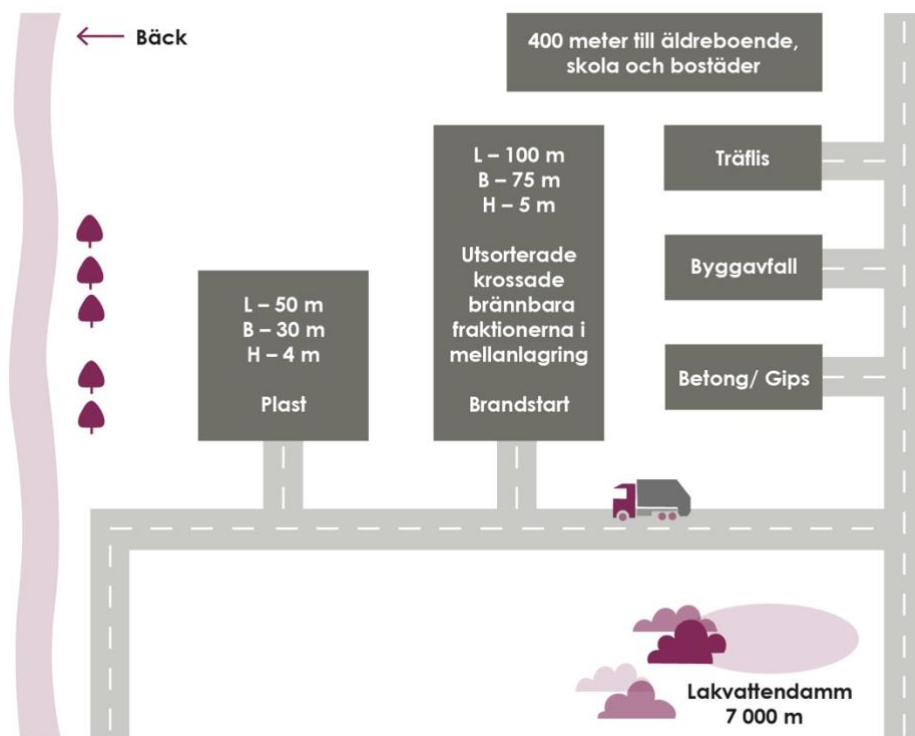 Bäck
400 meter till äldreboende,
skola och bostäder
L – 100 m
B – 75 m
H – 5 m
Utsorterade
krossade
brännbara
fraktionerna i
mellanlagring
Brandstart
Träflis
Byggavfall
Betong/ Gips
L – 50 m
B – 30 m
H – 4 m
Plast
Lakvattendamm
7 000 m